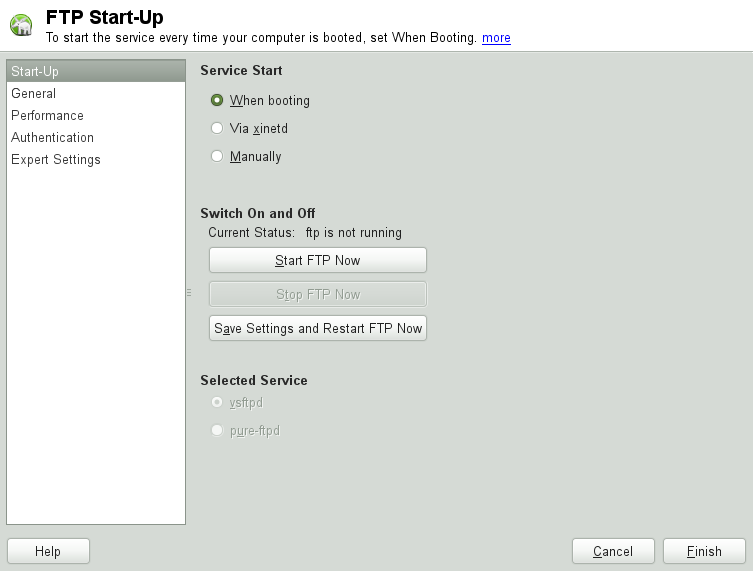 FTP Start-Up
To start the service every time your computer is booted, set When Booting. more
Start-Up
General
Performance
Authentication
Expert Settings
Service Start
When booting
Via xinetd
Manually
Switch On and Off
Current Status: ftp is not running
Start FTP Now
Stop FTP Now
Save Settings and Restart FTP Now
Selected Service
vsftpd
pure-ftpd
Help
Cancel
Finish